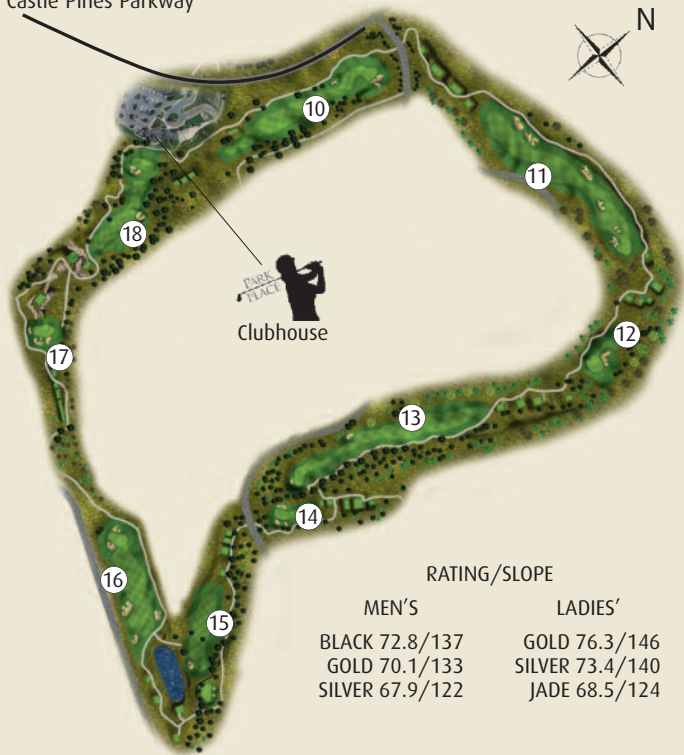 Castle Pines Parkway
N
10
11
18
PARK
PLACE
Clubhouse
12
17
13
14
16
15
RATING/SLOPE
MEN'S LADIES'
BLACK 72.8/137 GOLD 76.3/146
GOLD 70.1/133 SILVER 73.4/140
SILVER 67.9/122 JADE 68.5/124